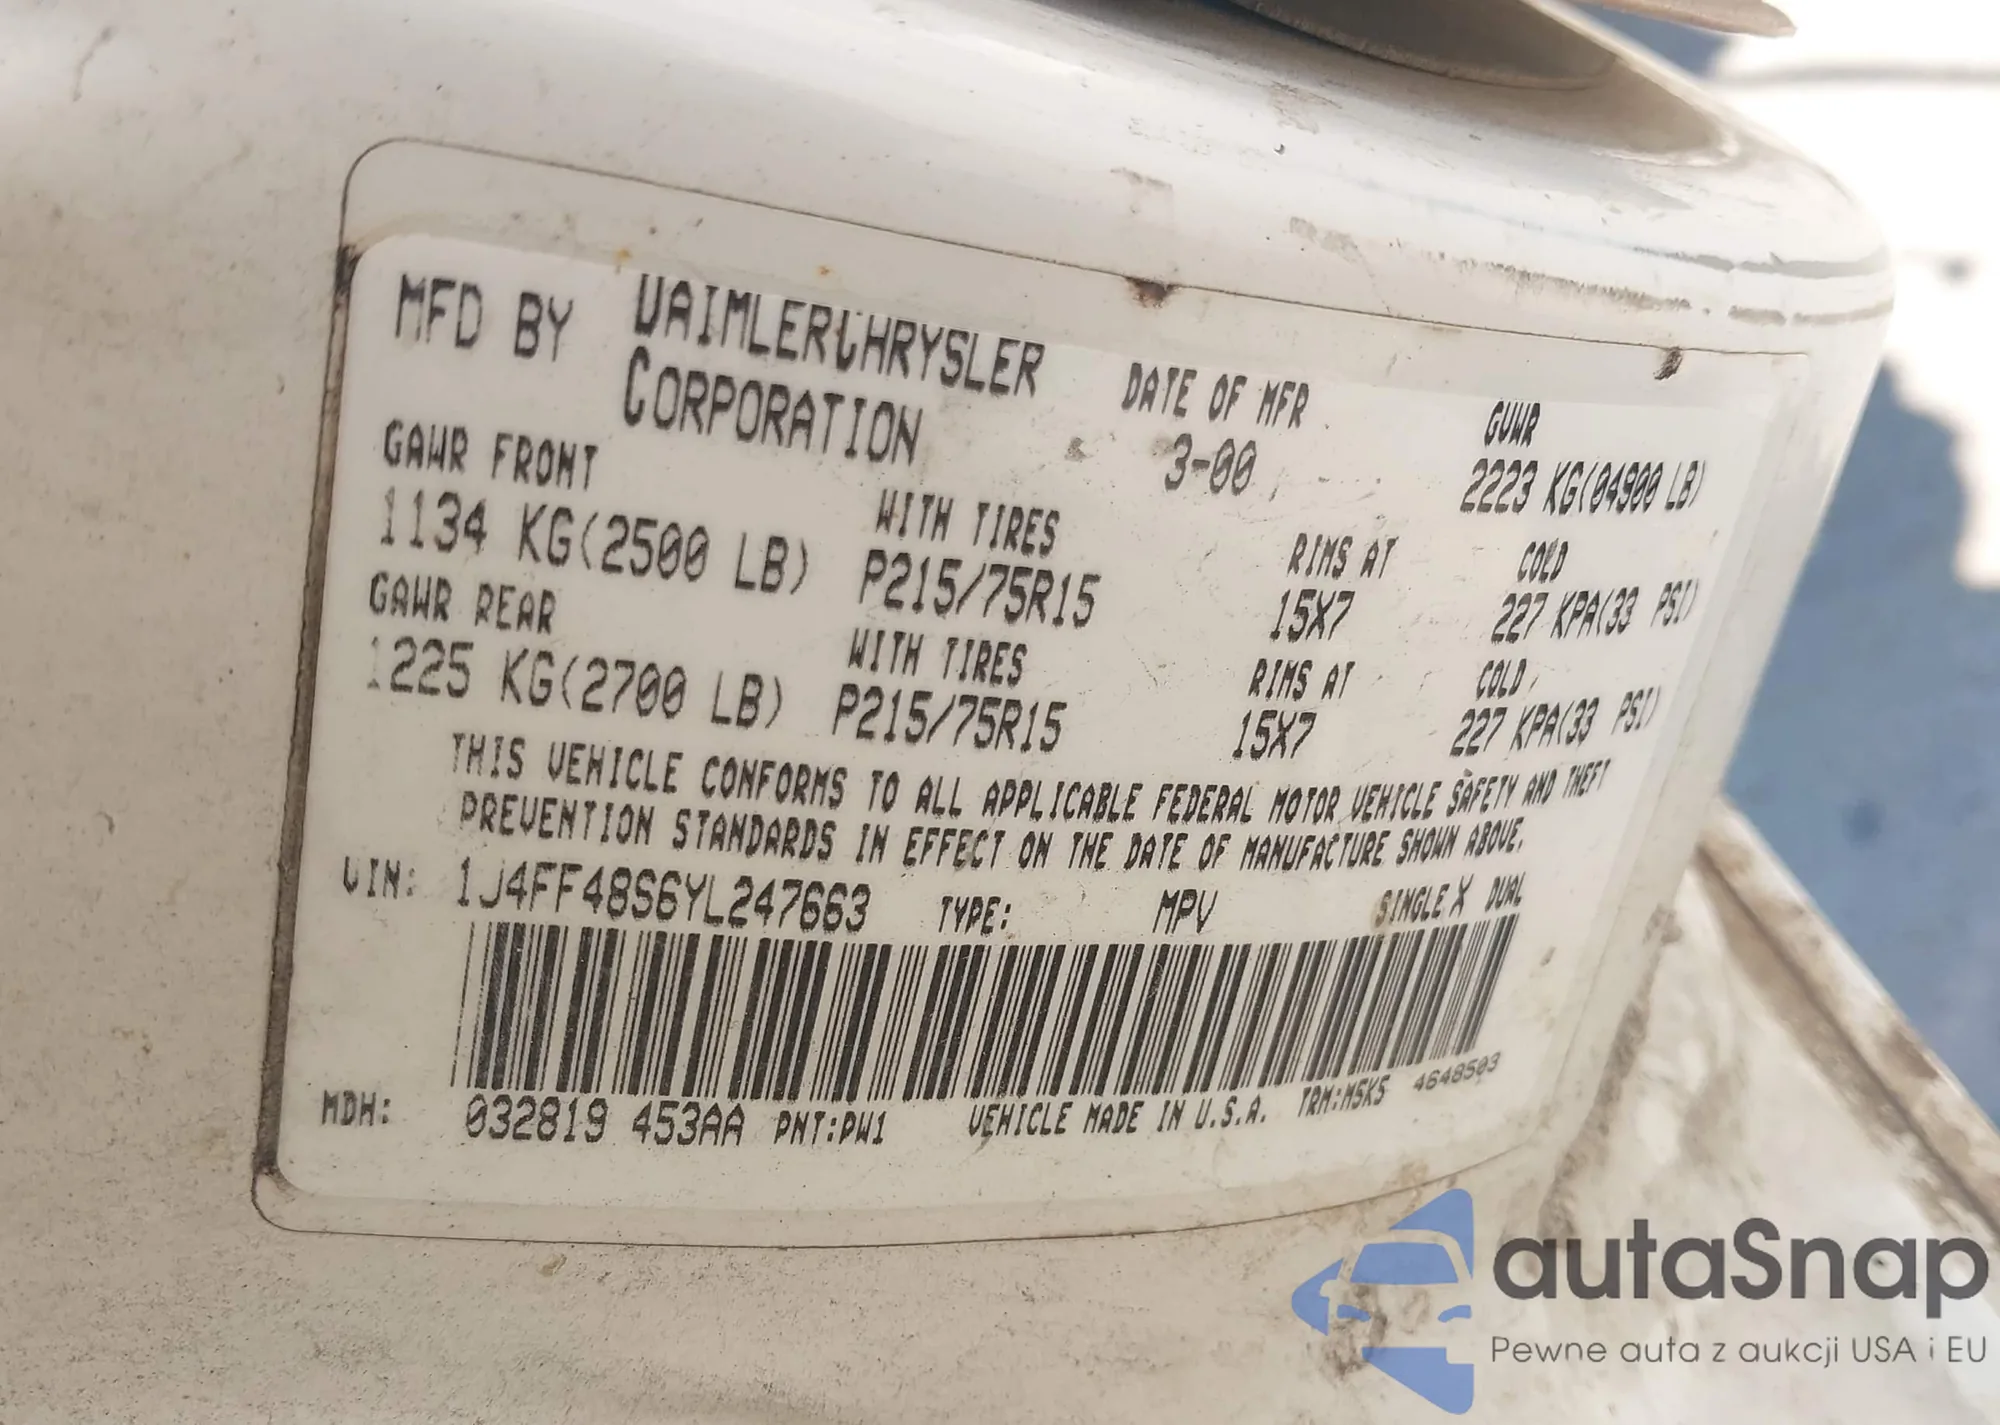 MFD BY DAIMLERCHRYSLER
CORPORATION
DATE OF MFR
3-00
GVWR
2223 KG(04900 LB)
GAWR FRONT WITH TIRES RIMS AT COLD
1134 KG(2500 LB) P215/75R15 15X7 227 KPA(33 PSI)
GAWR REAR WITH TIRES RIMS AT COLD
1225 KG(2700 LB) P215/75R15 15X7 227 KPA(33 PSI)
THIS VEHICLE CONFORMS TO ALL APPLICABLE FEDERAL MOTOR VEHICLE SAFETY AND THEFT
PREVENTION STANDARDS IN EFFECT ON THE DATE OF MANUFACTURE SHOWN ABOVE.
VIN: 1J4FF48S6YL247663 TYPE: MPV SINGLE X DUAL
MDH: 032819 453AA PNT:PW1 VEHICLE MADE IN U.S.A. TRM:M5K5 4648503
autaSnap
Pewne auta z aukcji USA i EU